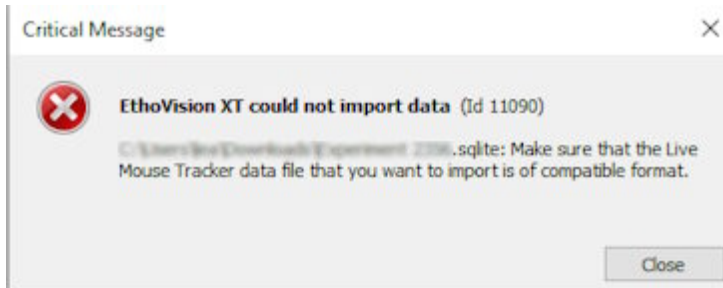 Critical Message
EthoVision XT could not import data (Id 11090)
.sqlite: Make sure that the Live
Mouse Tracker data file that you want to import is of compatible format.
Close